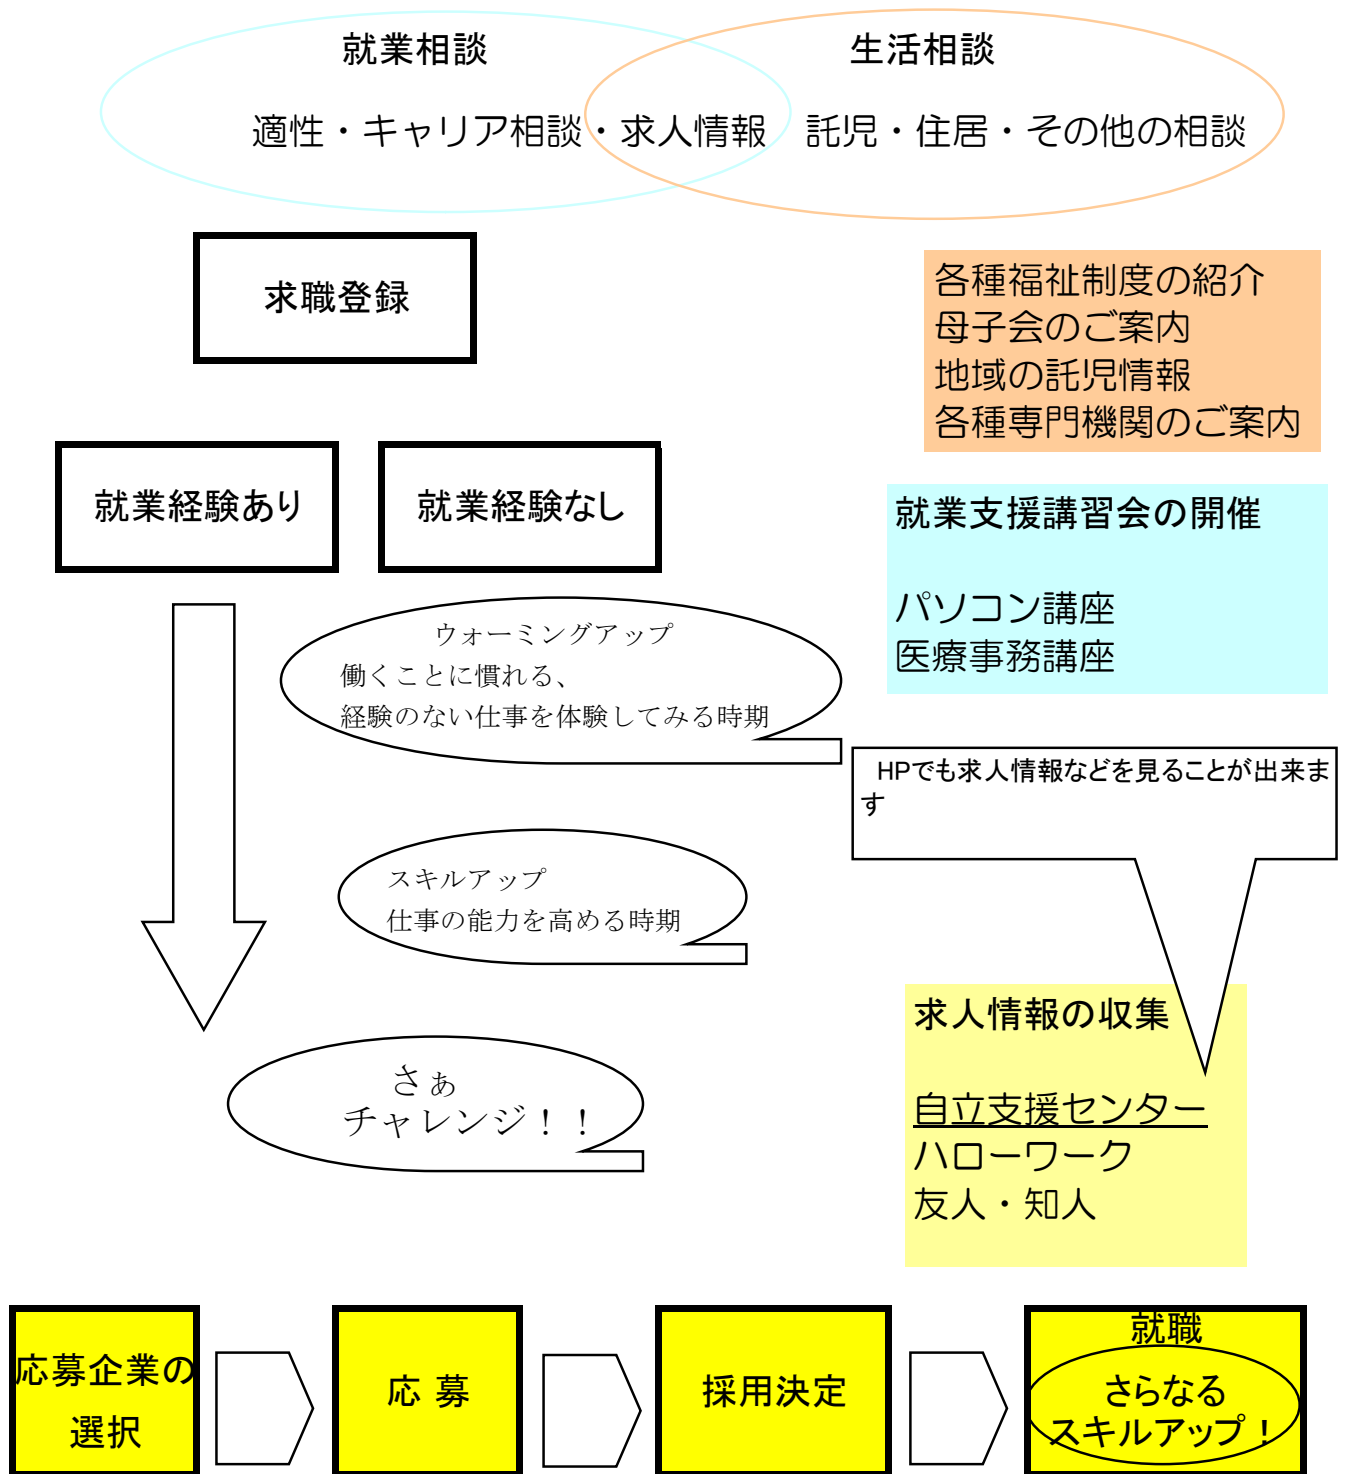 就業相談
生活相談
適性・キャリア相談・求人情報
託児・住居・その他の相談
求職登録
各種福祉制度の紹介
母子会のご案内
地域の託児情報
各種専門機関のご案内
就業経験あり
就業経験なし
就業支援講習会の開催
パソコン講座
医療事務講座
ウォーミングアップ
働くことに慣れる、
経験のない仕事を体験してみる時期
HPでも求人情報などを見ることが出来ま
す
スキルアップ
仕事の能力を高める時期
求人情報の収集
自立支援センター
ハローワーク
友人・知人
さぁ
チャレンジ！！
応募企業の
選択
応 募
採用決定
就職
さらなる
スキルアップ！